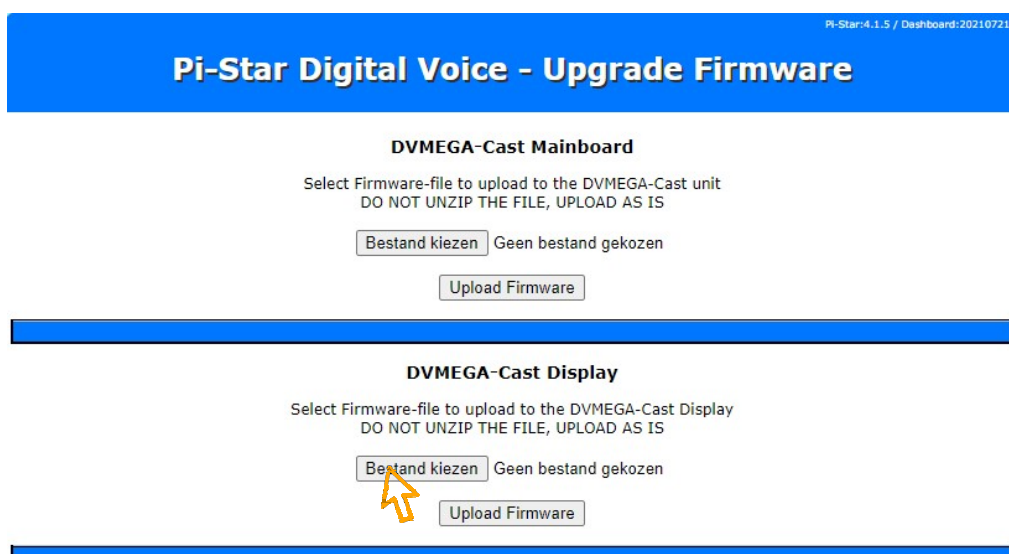 Pi-Star:4.1.5 / Dashboard:20210721
Pi-Star Digital Voice - Upgrade Firmware
DVMEGA-Cast Mainboard
Select Firmware-file to upload to the DVMEGA-Cast unit
DO NOT UNZIP THE FILE, UPLOAD AS IS
Bestand kiezen Geen bestand gekozen
Upload Firmware
DVMEGA-Cast Display
Select Firmware-file to upload to the DVMEGA-Cast Display
DO NOT UNZIP THE FILE, UPLOAD AS IS
Bestand kiezen Geen bestand gekozen
Upload Firmware